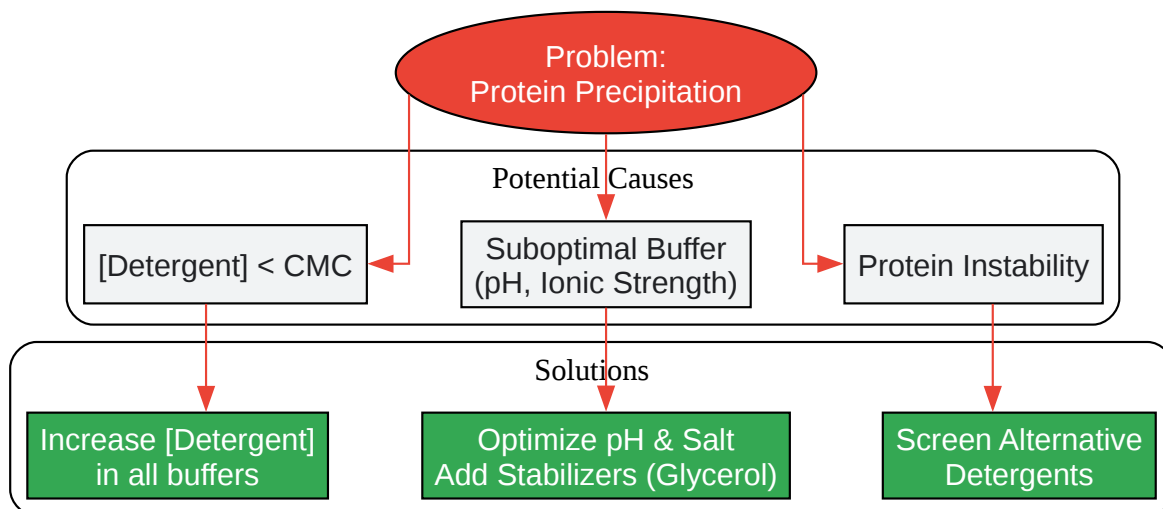 Problem:
Protein Precipitation
Potential Causes
[Detergent] < CMC
Suboptimal Buffer
(pH, Ionic Strength)
Protein Instability
Solutions
Increase [Detergent]
in all buffers
Optimize pH & Salt
Add Stabilizers (Glycerol)
Screen Alternative
Detergents